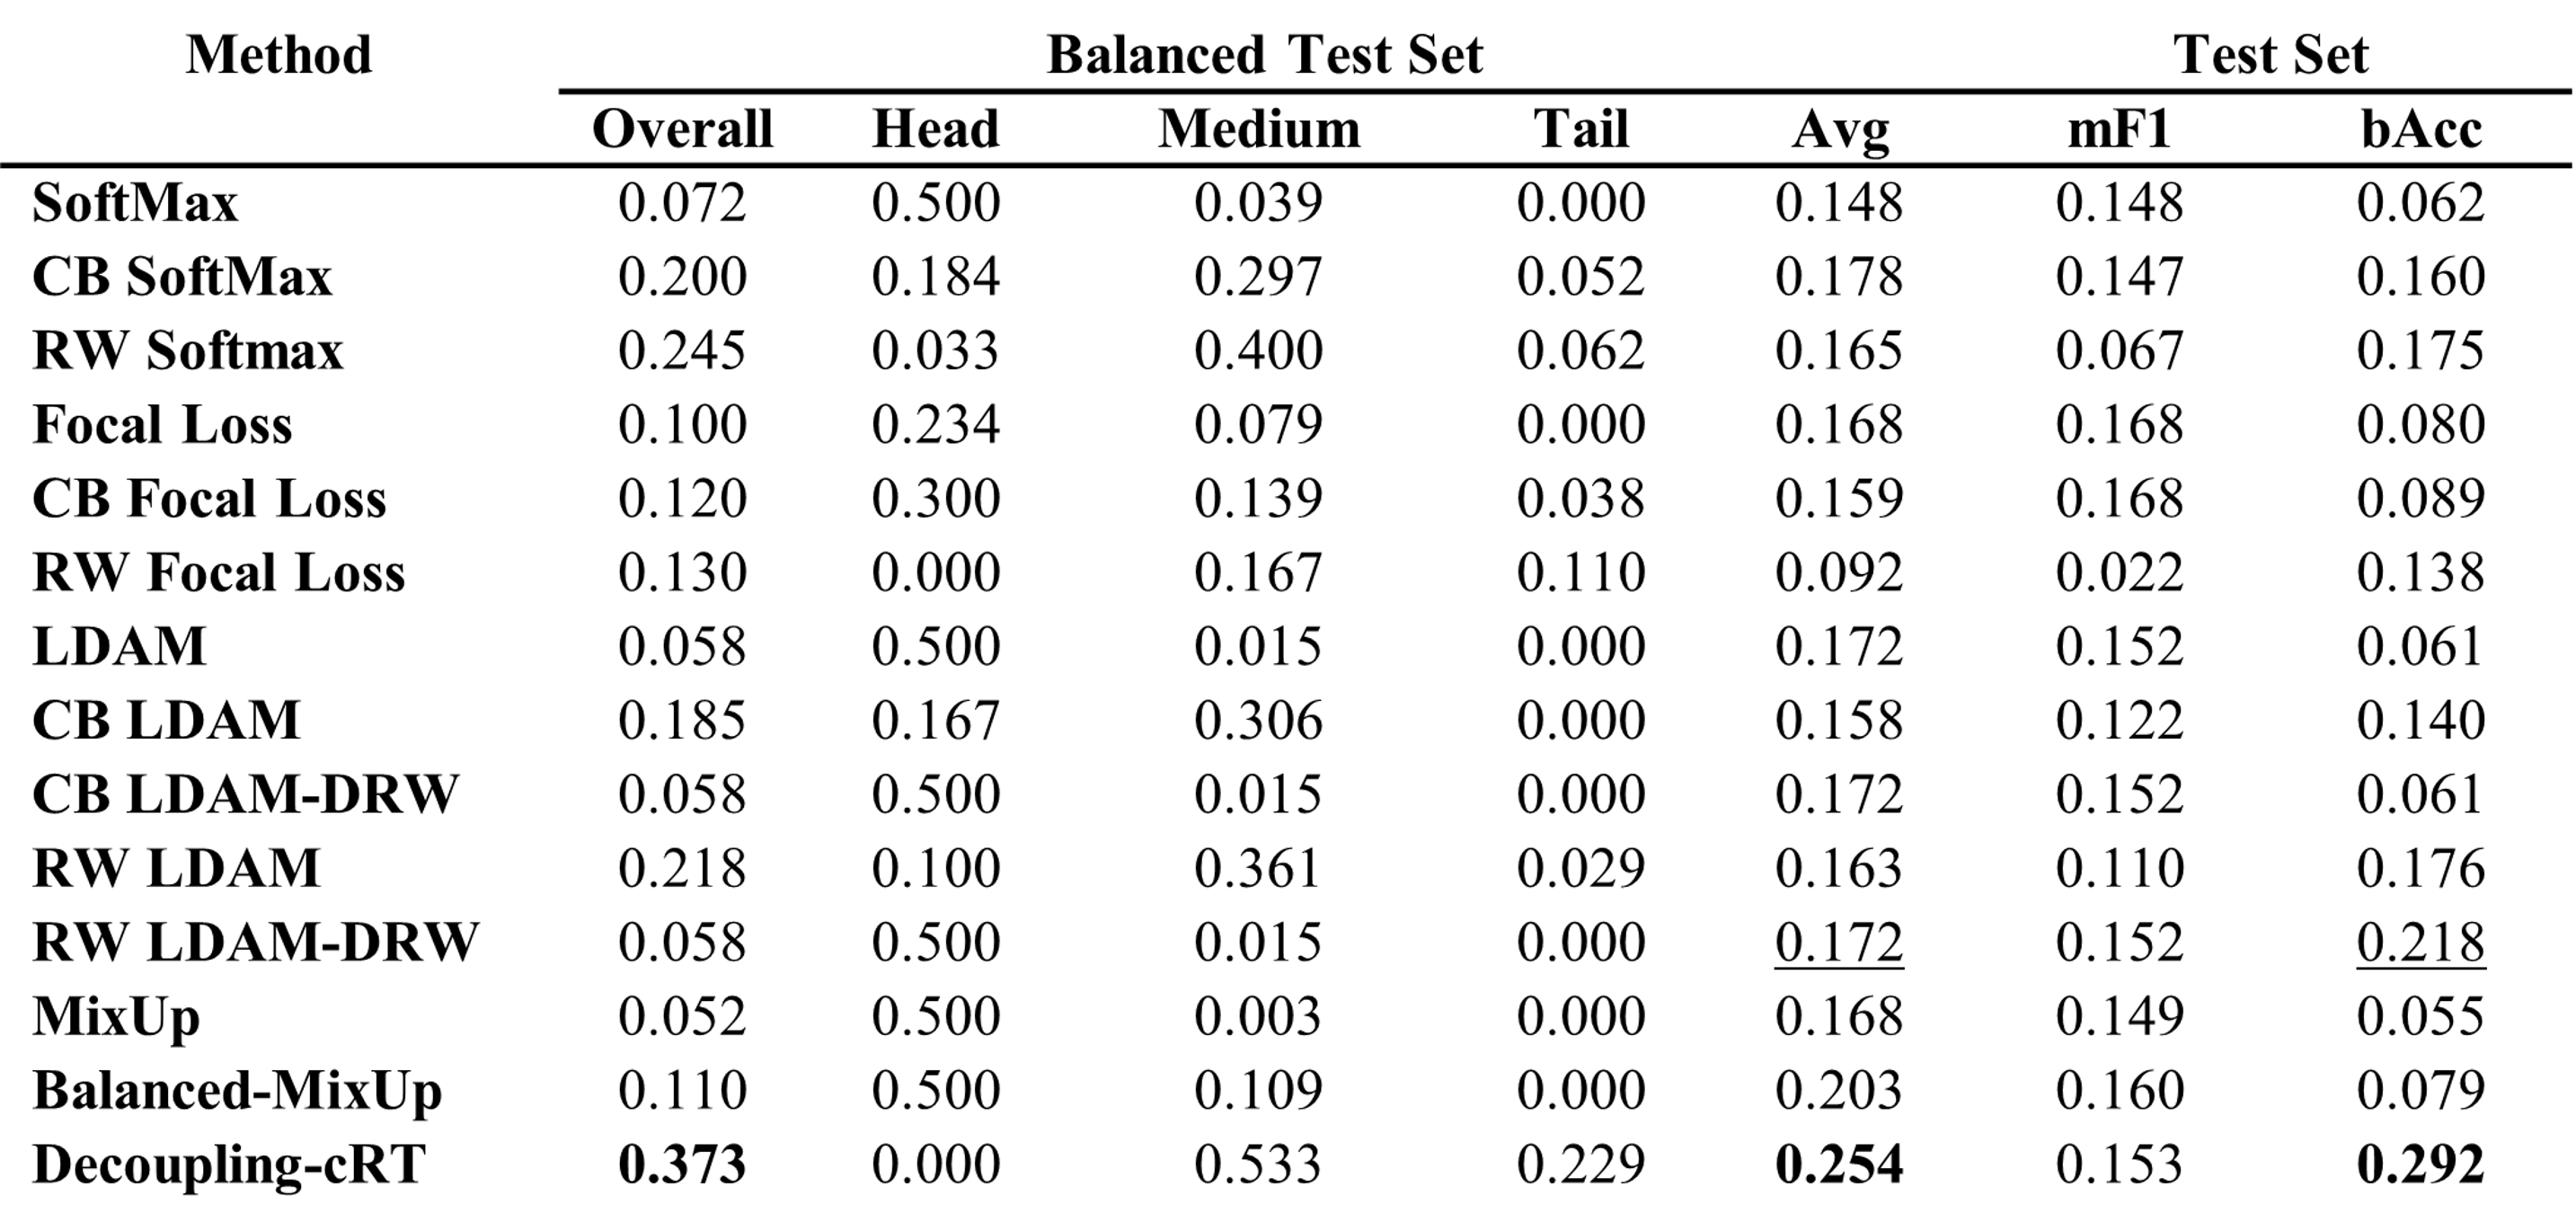 Method Balanced Test Set Test Set
Overall Head Medium Tail Avg mF1 bAcc
SoftMax 0.072 0.500 0.039 0.000 0.148 0.148 0.062
CB SoftMax 0.200 0.184 0.297 0.052 0.178 0.147 0.160
RW Softmax 0.245 0.033 0.400 0.062 0.165 0.067 0.175
Focal Loss 0.100 0.234 0.079 0.000 0.168 0.168 0.080
CB Focal Loss 0.120 0.300 0.139 0.038 0.159 0.168 0.089
RW Focal Loss 0.130 0.000 0.167 0.110 0.092 0.022 0.138
LDAM 0.058 0.500 0.015 0.000 0.172 0.152 0.061
CB LDAM 0.185 0.167 0.306 0.000 0.158 0.122 0.140
CB LDAM-DRW 0.058 0.500 0.015 0.000 0.172 0.152 0.061
RW LDAM 0.218 0.100 0.361 0.029 0.163 0.110 0.176
RW LDAM-DRW 0.058 0.500 0.015 0.000 0.172 0.152 0.218
MixUp 0.052 0.500 0.003 0.000 0.168 0.149 0.055
Balanced-MixUp 0.110 0.500 0.109 0.000 0.203 0.160 0.079
Decoupling-cRT 0.373 0.000 0.533 0.229 0.254 0.153 0.292